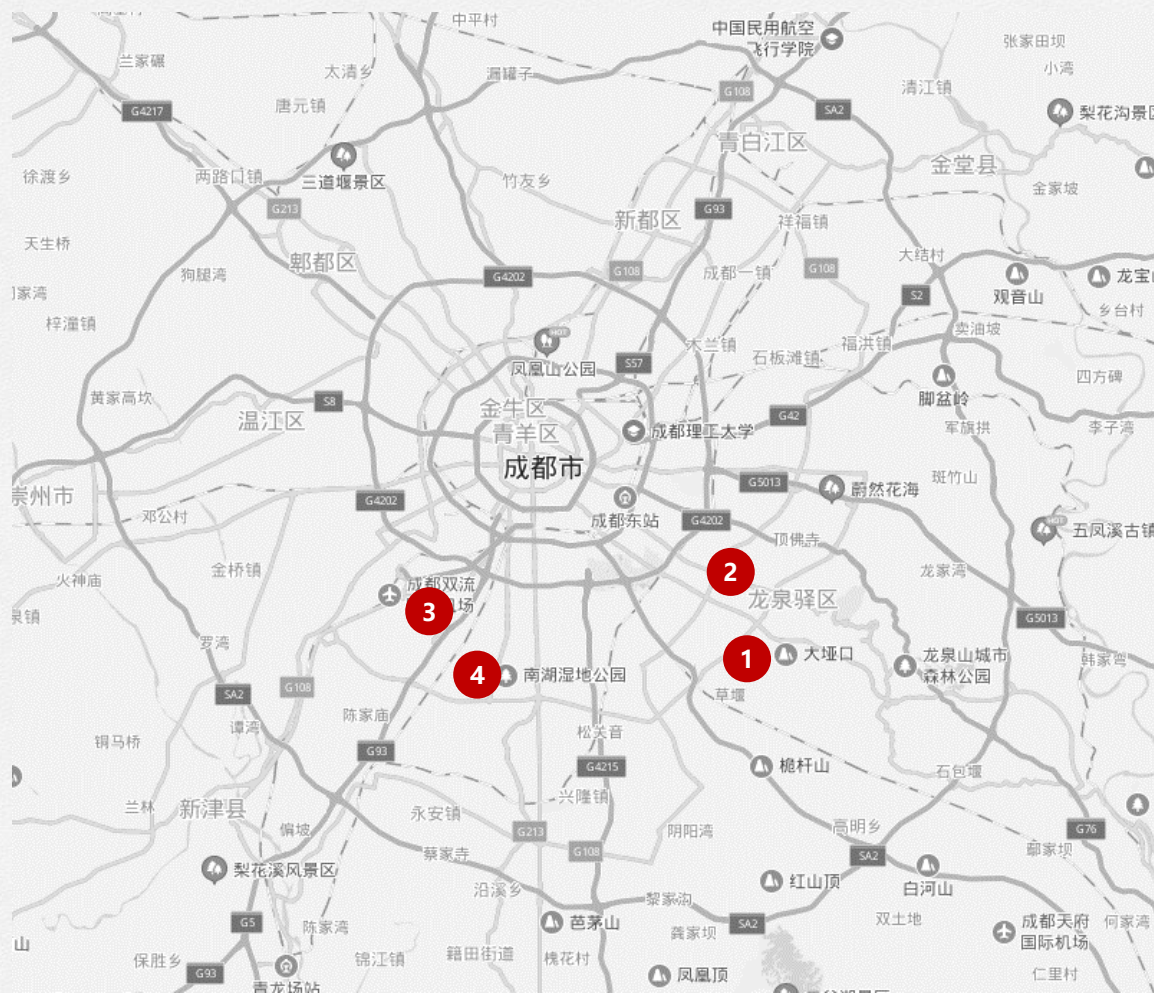 中平村
中国民用航空
飞行学院
张家田坝
兰家碾
太清乡
漏罐子
小湾
G108
清江镇
唐元镇
G4217
SA2
梨花沟景区
青白江区
徐渡乡
两路口镇
三道堰景区
竹友乡
金堂县
金家坡
G213
新都区
G93
祥福镇
天生桥
郫都区
狗腿湾
G4202
G108
成都一镇
G108
大结村
观音山
龙宝山
S2
梓潼镇
乡台村
凤凰山公园
HOT
木兰镇
石板滩镇
福洪镇
卖油坡
S57
四方碑
黄家高坎
S8
温江区
金牛区
青羊区
成都理工大学
G42
脚盆岭
军旗拱
李子湾
成都市
崇州市
G4202
G5013
蔚然花海
斑竹山
邓公村
成都东站
G4202
顶佛寺
HOT
五凤溪古镇
火神庙
金桥镇
成都双流
机场
2
龙泉驿区
龙家湾
3
G5013
罗湾
1
大垭口
龙泉山城市
森林公园
韩家弯
4
南湖湿地公园
SA2
G108
草堰
谭湾
陈家庙
铜马桥
G93
松关音
G4215
桅杆山
石包堰
兴隆镇
兰林
新津县
偏坡
永安镇
G213
阴阳湾
高明乡
G76
蔡家寺
G108
SA2
鄢家坝
梨花溪风景区
沿溪乡
红山顶
白河山
黎家沟
G5
陈家湾
芭茅山
SA2
龚家坝
双土地
成都天府
国际机场
何家湾
山
保胜乡
G93
锦江镇
籍田街道
槐花村
凤凰顶
仁里村
青龙场站